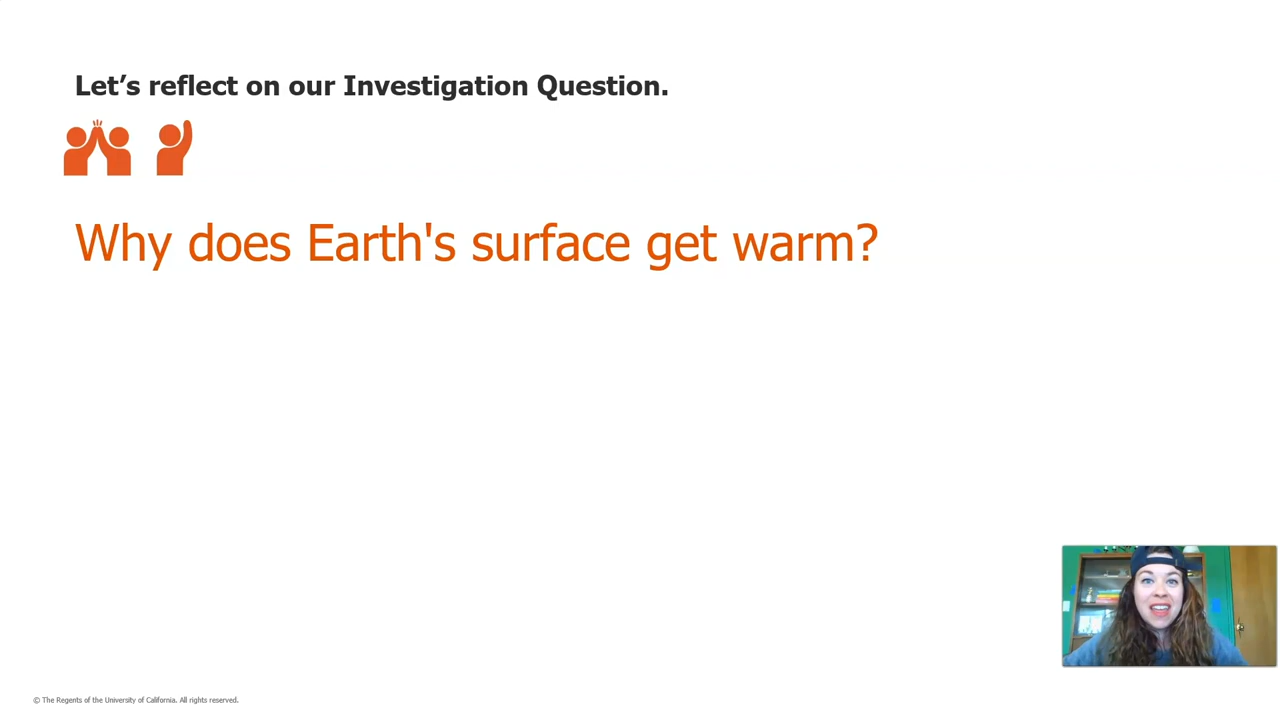 Let’s reflect on our Investigation Question.
Why does Earth's surface get warm?
© The Regents of the University of California. All rights reserved.